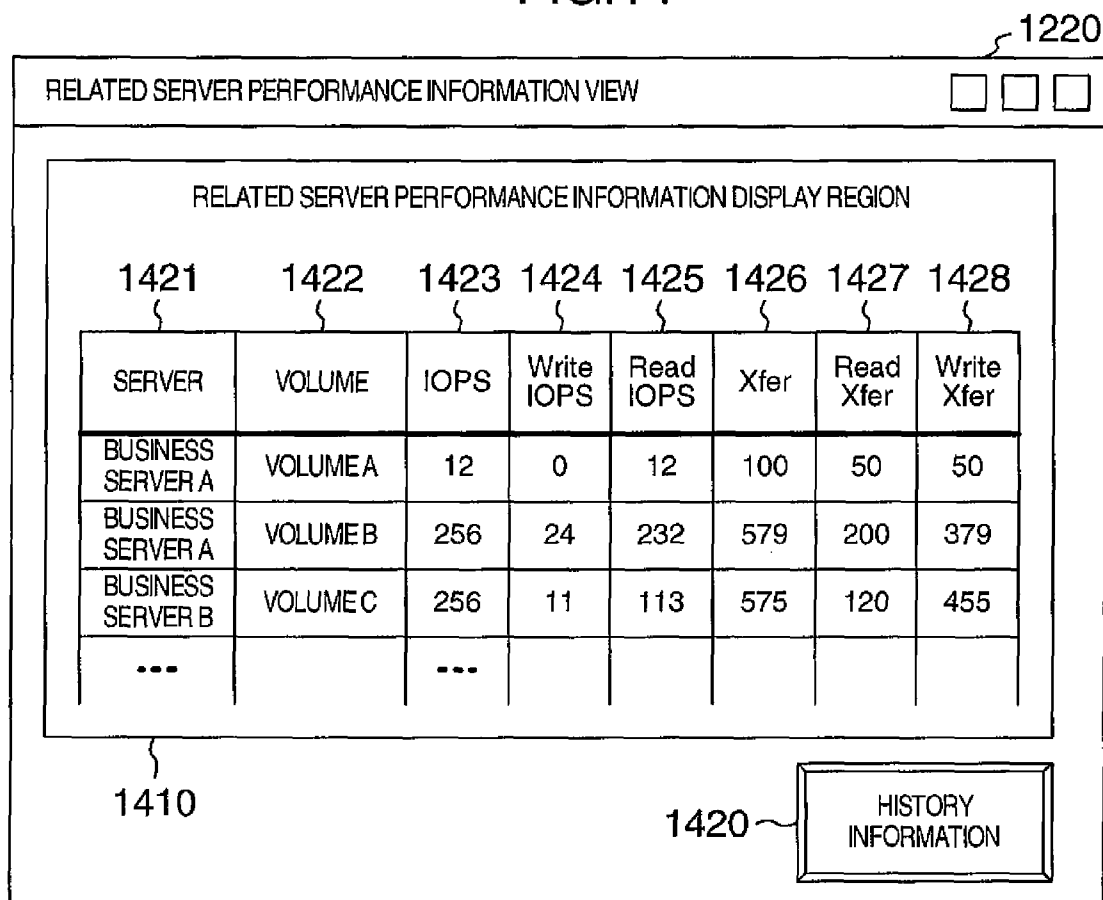 1220
RELATED SERVER PERFORMANCE INFORMATION VIEW
RELATED SERVER PERFORMANCE INFORMATION DISPLAY REGION
1421 1422 1423 1424 1425 1426 1427 1428
SERVER VOLUME IOPS Write IOPS Read IOPS Xfer Read Xfer Write Xfer
BUSINESS SERVER A VOLUME A 12 0 12 100 50 50
BUSINESS SERVER A VOLUME B 256 24 232 579 200 379
BUSINESS SERVER B VOLUME C 256 11 113 575 120 455
--- ---
1410
1420
HISTORY
INFORMATION